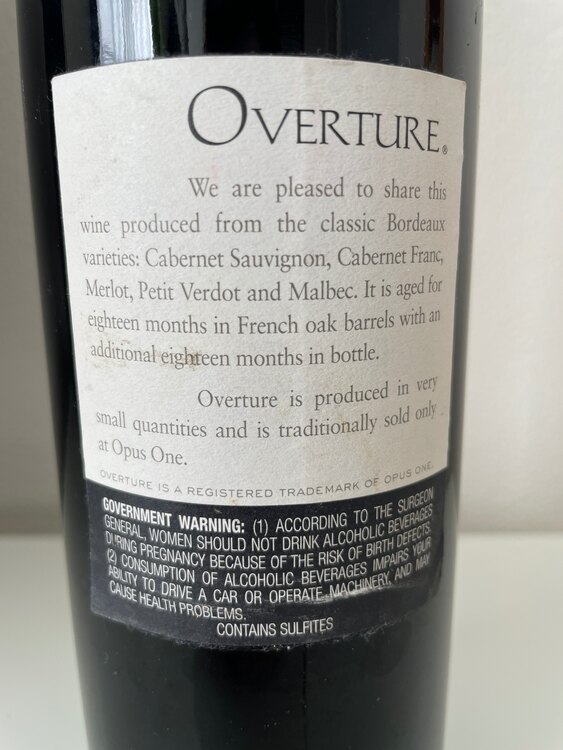 OVERTURE®
We are pleased to share this
wine produced from the classic Bordeaux
varieties: Cabernet Sauvignon, Cabernet Franc,
Merlot, Petit Verdot and Malbec. It is aged for
eighteen months in French oak barrels with an
additional eighteen months in bottle.
Overture is produced in very
small quantities and is traditionally sold only
at Opus One.
OVERTURE IS A REGISTERED TRADEMARK OF OPUS ONE.
GOVERNMENT WARNING: (1) ACCORDING TO THE SURGEON
GENERAL, WOMEN SHOULD NOT DRINK ALCOHOLIC BEVERAGES
DURING PREGNANCY BECAUSE OF THE RISK OF BIRTH DEFECTS.
(2) CONSUMPTION OF ALCOHOLIC BEVERAGES IMPAIRS YOUR
ABILITY TO DRIVE A CAR OR OPERATE MACHINERY, AND MAY
CAUSE HEALTH PROBLEMS.
CONTAINS SULFITES